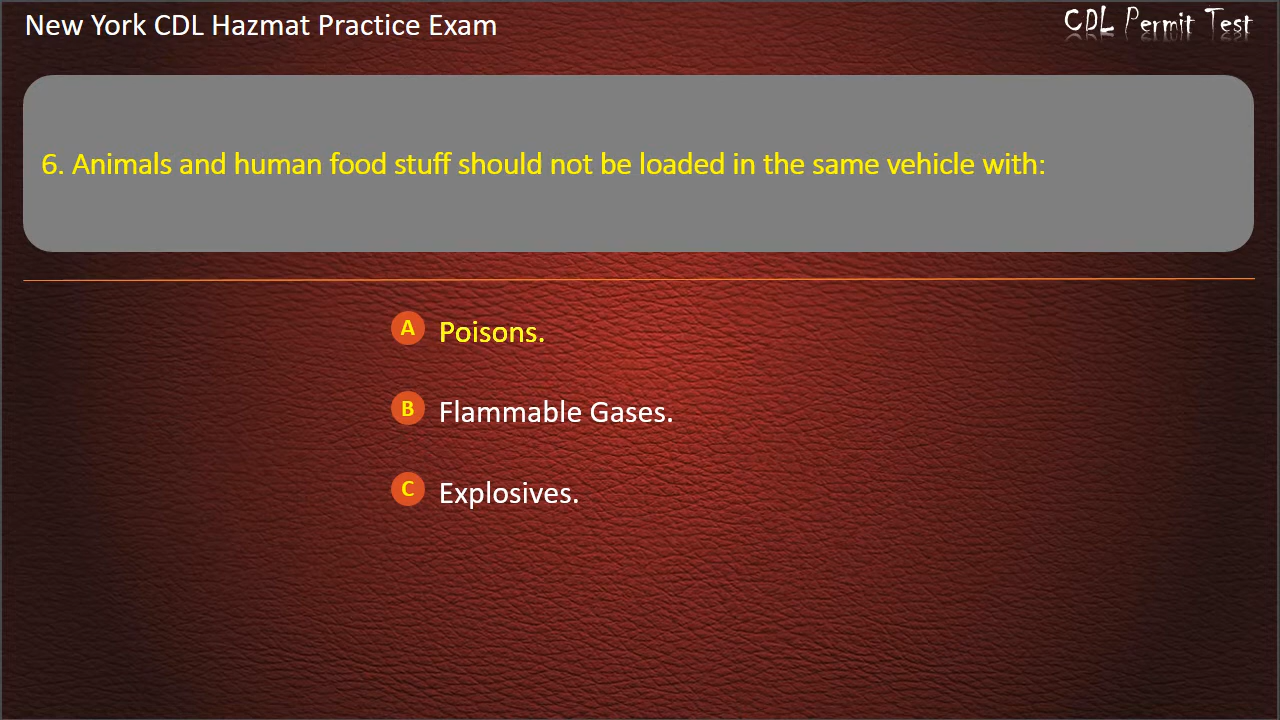 New York CDL Hazmat Practice Exam
CDL Permit Test
6. Animals and human food stuff should not be loaded in the same vehicle with:
A Poisons.
B Flammable Gases.
C Explosives.